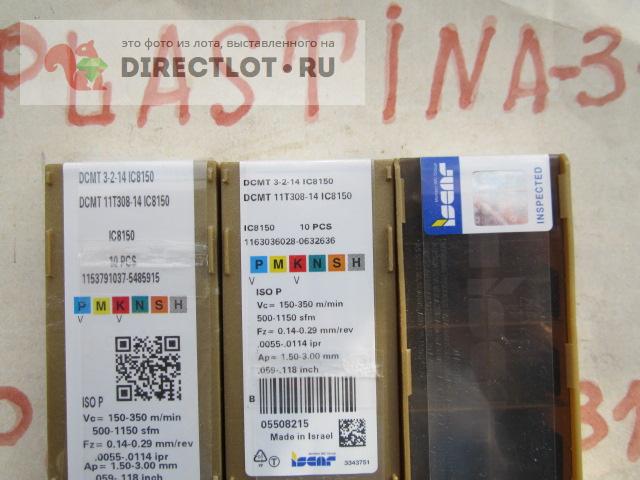 это фото из лота, выставленного на
DIRECTLOT.RU
PLASTINA-3-
DCMT 3-2-14 IC8150
DCMT 11T308-14 IC8150
IC8150
10 PCS
1153791037-5485915
P M K N S H
ISO P
Vc= 150-350 m/min
500-1150 sfm
Fz= 0.14-0.29 mm/rev
.0055-.0114 ipr
Ap= 1.50-3.00 mm
.059-.118 inch
DCMT 3-2-14 IC8150
DCMT 11T308-14 IC8150
IC8150 10 PCS
1163036028-0632636
P M K N S H
ISO P
Vc= 150-350 m/min
500-1150 sfm
Fz= 0.14-0.29 mm/rev
.0055-.0114 ipr
Ap= 1.50-3.00 mm
.059-.118 inch
B
05508215
Made in Israel
iscar
3343751
iscar
INSPECTED